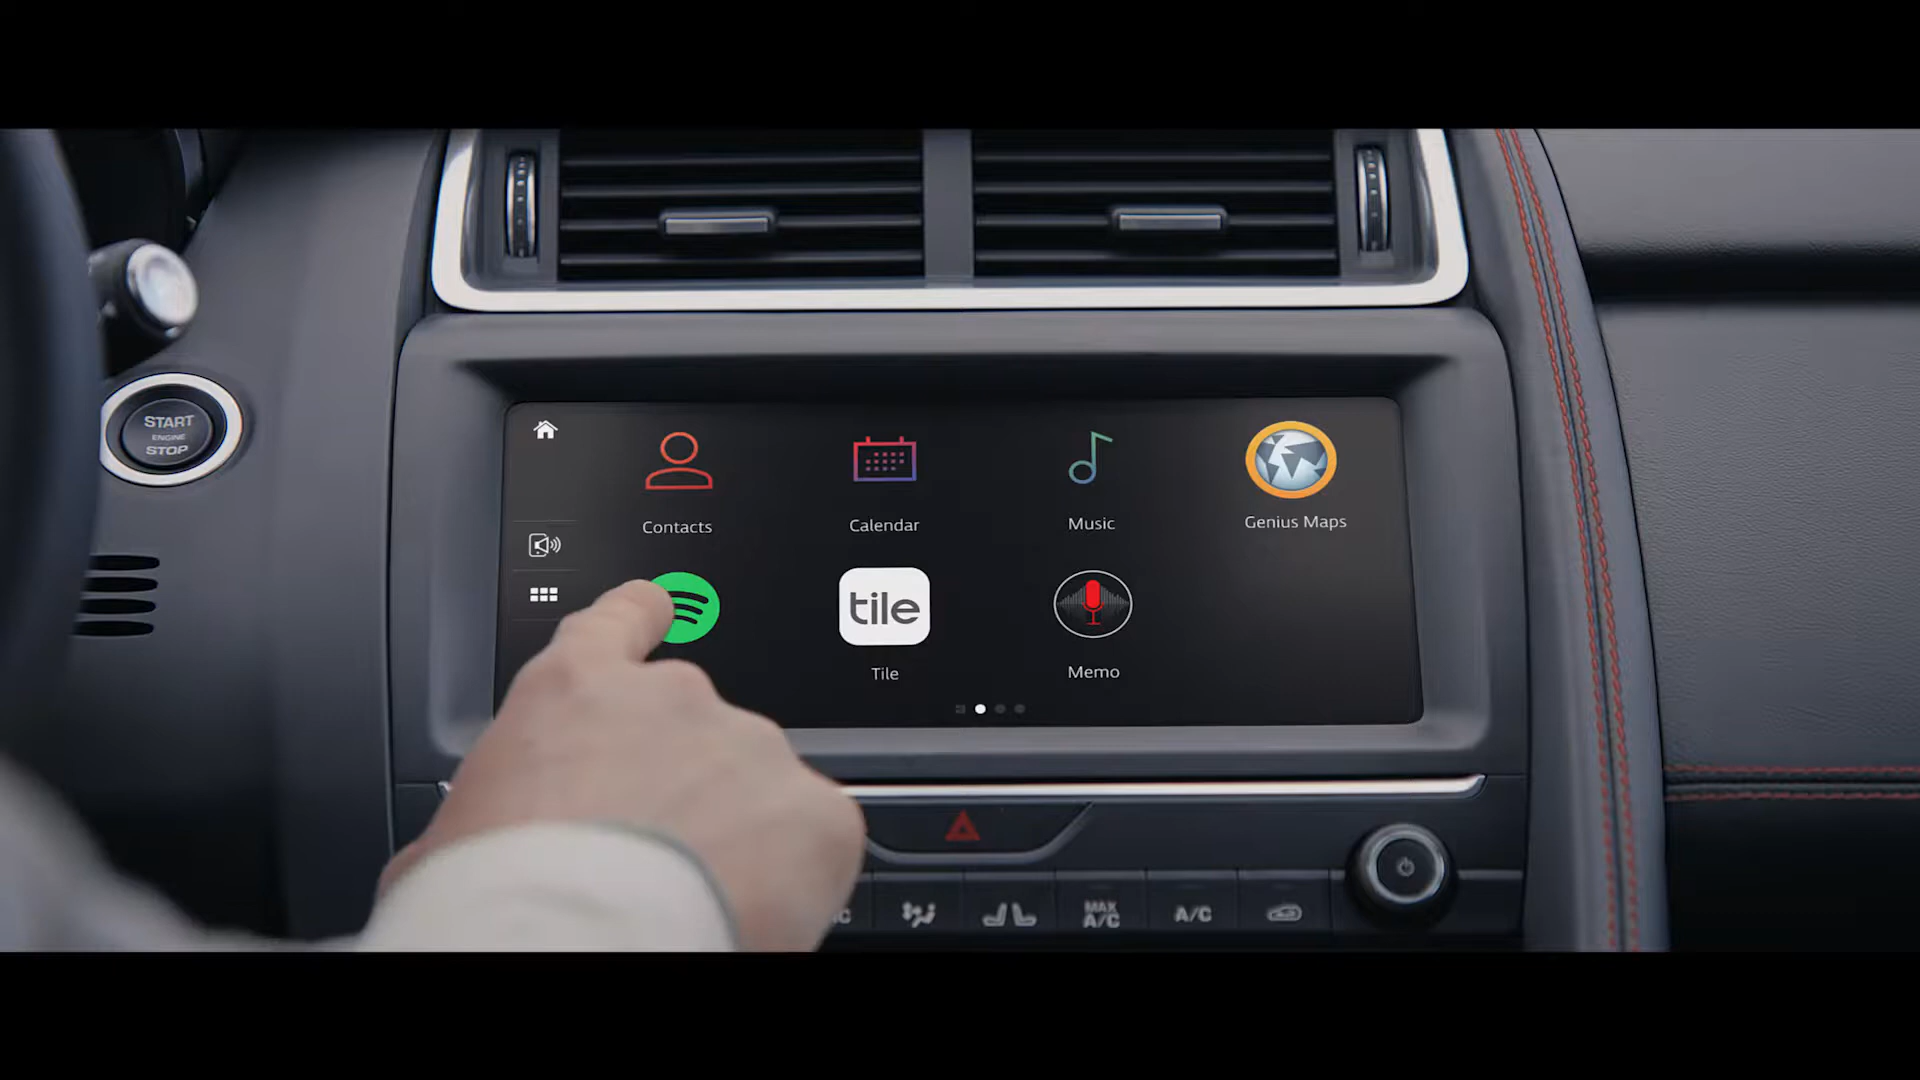 START
ENGINE
STOP
Contacts
Calendar
Music
Genius Maps
tile
Tile
Memo
MAX
A/C
A/C